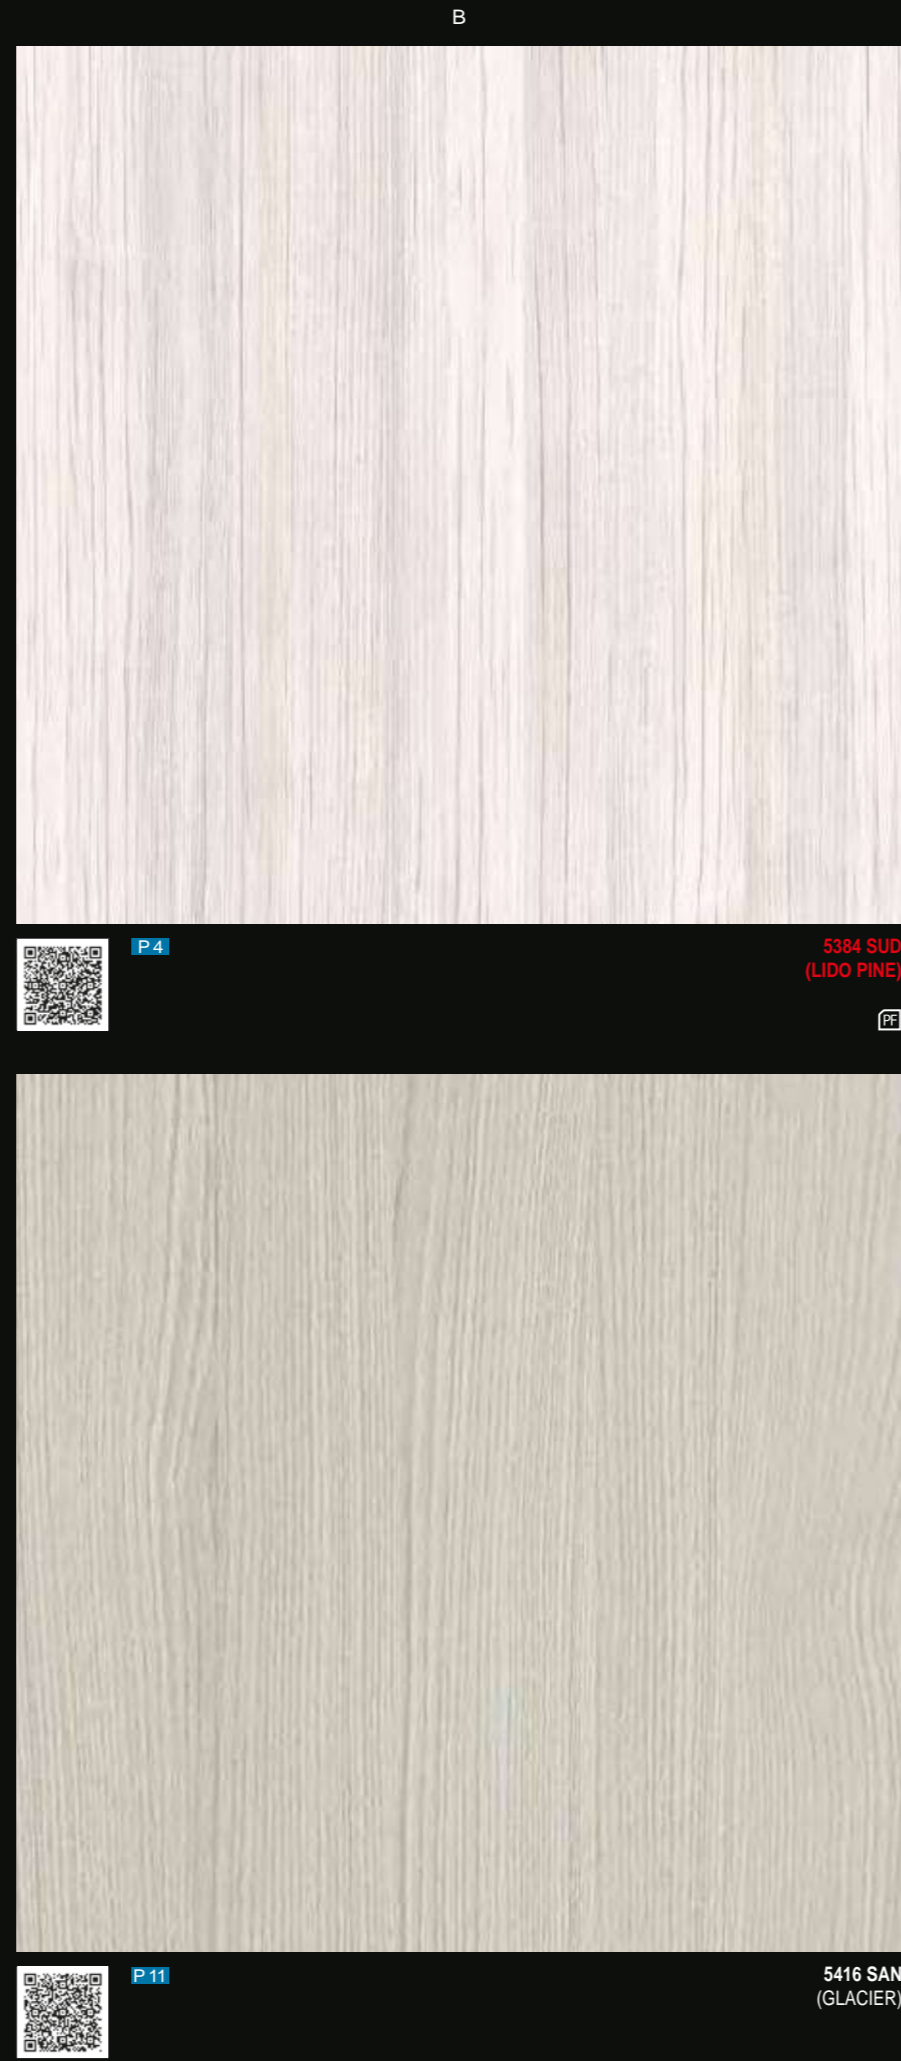 B
P 4
5384 SUD
(LIDO PINE)
PF
P 11
5416 SAN
(GLACIER)